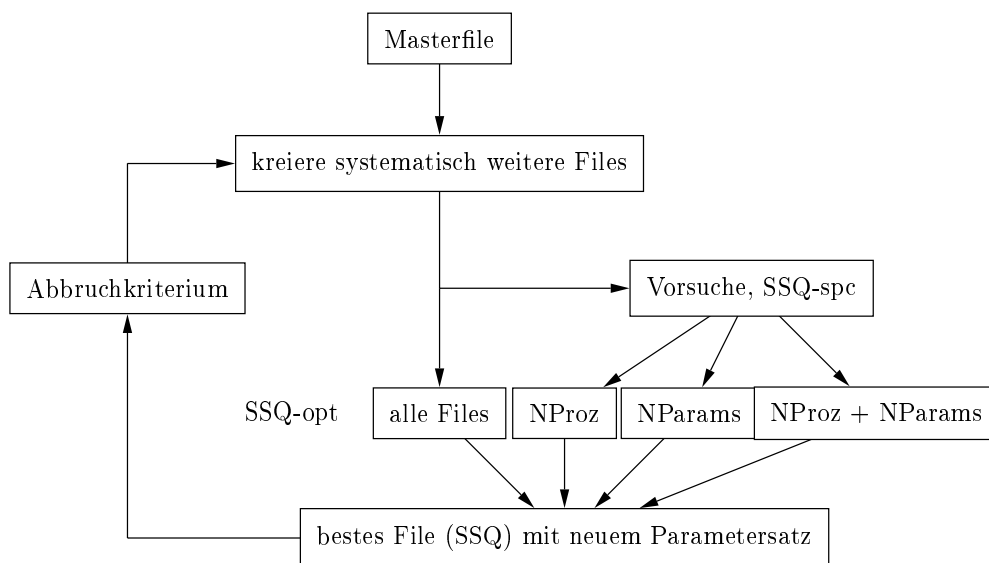 Masterfile
kreiere systematisch weitere Files
Abbruchkriterium
Vorsuche, SSQ-spc
SSQ-opt
alle Files
NProz
NParams
NProz + NParams
bestes File (SSQ) mit neuem Parametersatz